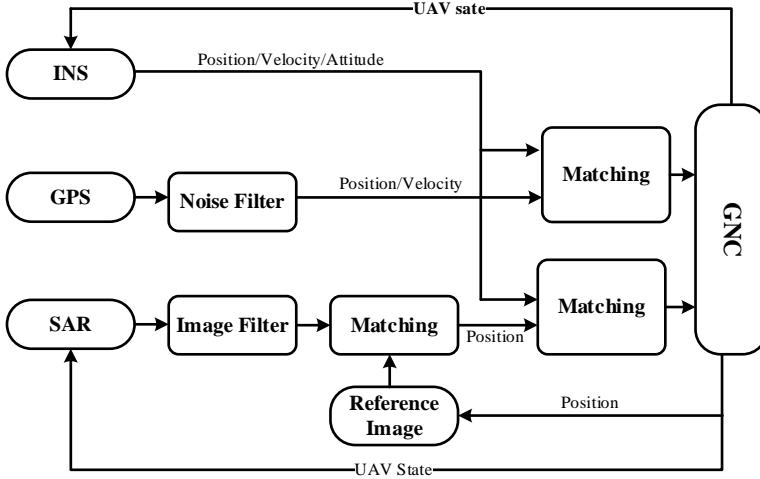 UAV sate
INS
Position/Velocity/Attitude
Matching
GPS
Noise Filter
Position/Velocity
GNC
SAR
Image Filter
Matching
Position
Matching
Reference
Image
Position
UAV State